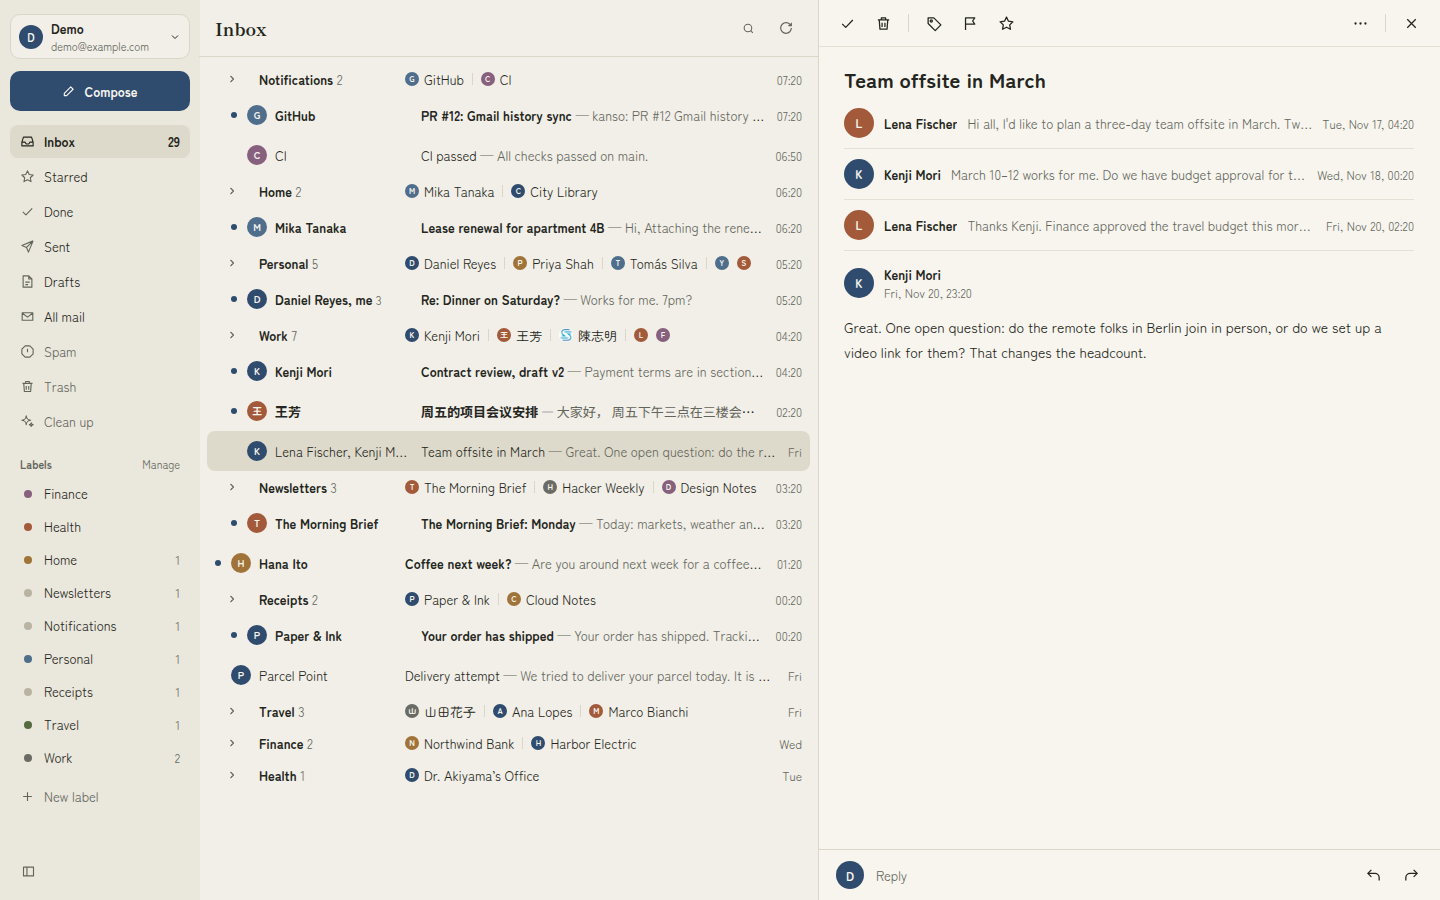 D Demo
demo@example.com
Compose
Inbox 29
Starred
Done
Sent
Drafts
All mail
Spam
Trash
Clean up
Labels Manage
Finance
Health
Home 1
Newsletters 1
Notifications 1
Personal 1
Receipts 1
Travel 1
Work 2
New label
Inbox
Notifications 2 G GitHub C CI 07:20
G GitHub PR #12: Gmail history sync — kanso: PR #12 Gmail history ... 07:20
C CI CI passed — All checks passed on main. 06:50
Home 2 M Mika Tanaka C City Library 06:20
M Mika Tanaka Lease renewal for apartment 4B — Hi, Attaching the rene... 06:20
Personal 5 D Daniel Reyes P Priya Shah T Tomás Silva Y S 05:20
D Daniel Reyes, me 3 Re: Dinner on Saturday? — Works for me. 7pm? 05:20
Work 7 K Kenji Mori 王 王芳 陳志明 L F 04:20
K Kenji Mori Contract review, draft v2 — Payment terms are in section... 04:20
王 王芳 周五的项目会议安排 — 大家好， 周五下午三点在三楼会... 02:20
K Lena Fischer, Kenji M... Team offsite in March — Great. One open question: do the r... Fri
Newsletters 3 T The Morning Brief H Hacker Weekly D Design Notes 03:20
T The Morning Brief The Morning Brief: Monday — Today: markets, weather an... 03:20
H Hana Ito Coffee next week? — Are you around next week for a coffee... 01:20
Receipts 2 P Paper & Ink C Cloud Notes 00:20
P Paper & Ink Your order has shipped — Your order has shipped. Tracki... 00:20
P Parcel Point Delivery attempt — We tried to deliver your parcel today. It is ... Fri
Travel 3 山 山田花子 A Ana Lopes M Marco Bianchi Fri
Finance 2 N Northwind Bank H Harbor Electric Wed
Health 1 D Dr. Akiyama's Office Tue
Team offsite in March
L Lena Fischer Hi all, I'd like to plan a three-day team offsite in March. Tw... Tue, Nov 17, 04:20
K Kenji Mori March 10–12 works for me. Do we have budget approval for t... Wed, Nov 18, 00:20
L Lena Fischer Thanks Kenji. Finance approved the travel budget this mor... Fri, Nov 20, 02:20
K Kenji Mori
Fri, Nov 20, 23:20
Great. One open question: do the remote folks in Berlin join in person, or do we set up a
video link for them? That changes the headcount.
D Reply